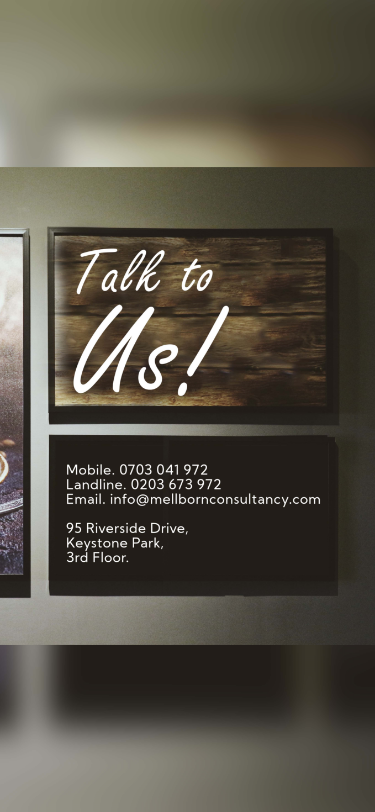 Talk to
Us!
Mobile. 0703 041 972
Landline. 0203 673 972
Email. info@mellbornconsultancy.com
95 Riverside Drive,
Keystone Park,
3rd Floor.